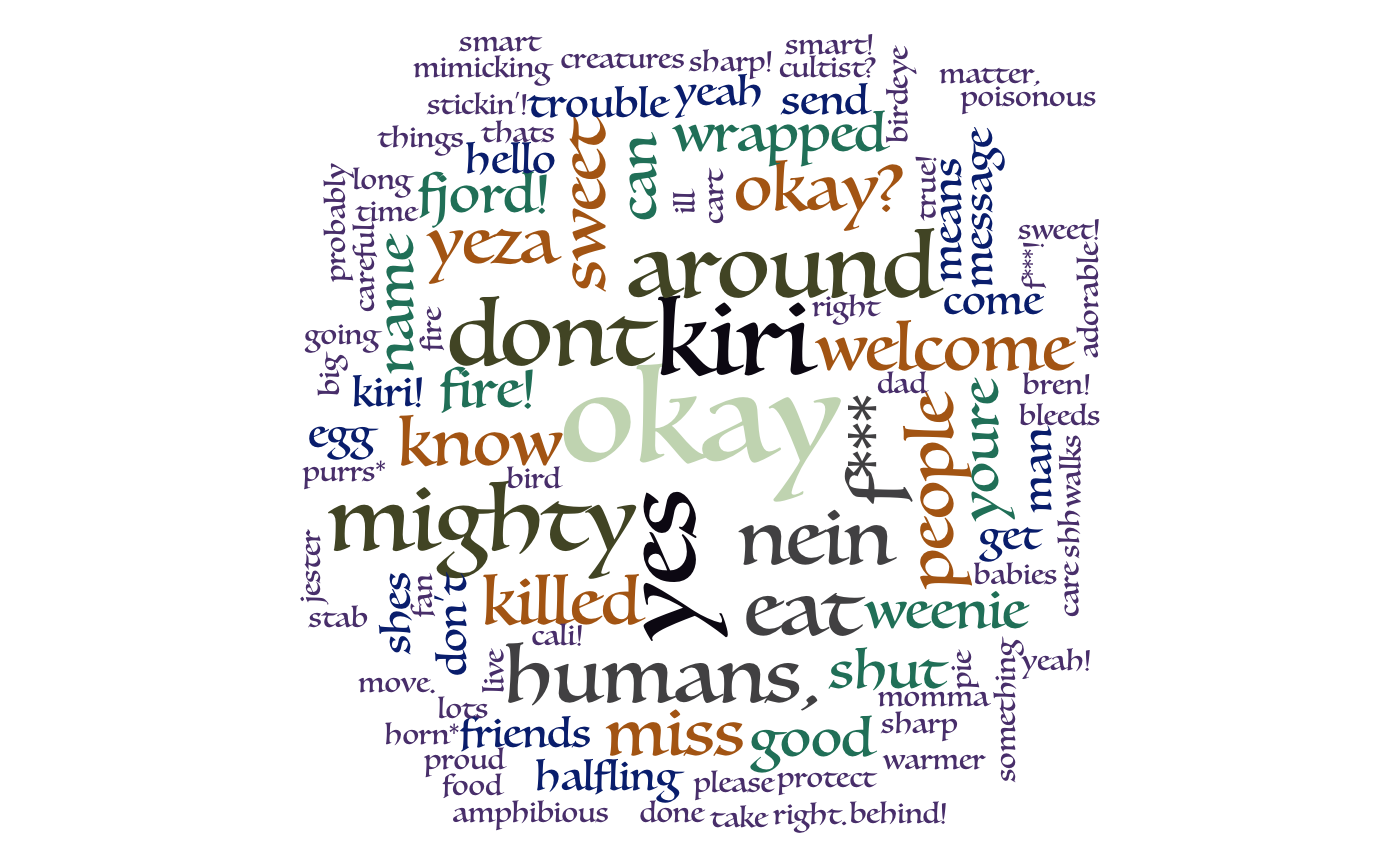 smart
mimicking
creatures
sharp!
smart!
cultist?
birdeye
matter,
poisonous
stickin'!
trouble
yeah
send
things
thats
hello
sweet
can
wrapped
message
probably
long
time
fjord!
ill
cart
okay?
true!
means
careful
name
yeza
around
sweet!
f***!
adorable!
come
going
fire
dont
kiri
right
welcome
big
kiri!
fire!
okay
dad
bren!
bleeds
egg
know
f***
people
youre
man
shhwalks
purrs*
bird
mighty
yes
nein
get
babies
care
jester
stab
shes
fan
don't
killed
eat
weenie
cali!
live
humans,
shut
pie
something
yeah!
move.
momma
lots
horn*
friends
miss
good
sharp
proud
warmer
food
halfling
please
protect
amphibious
done
take
right.
behind!